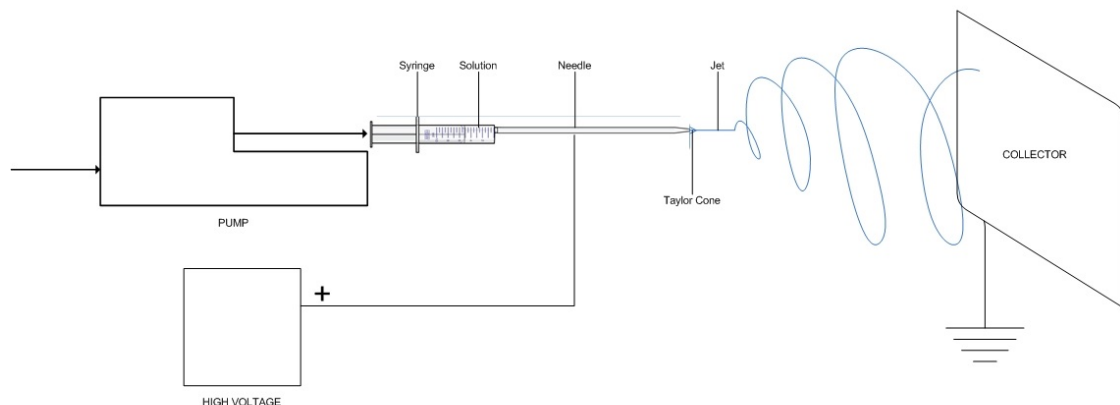 Syringe
Solution
Needle
Jet
COLLECTOR
Taylor Cone
PUMP
+
HIGH VOLTAGE